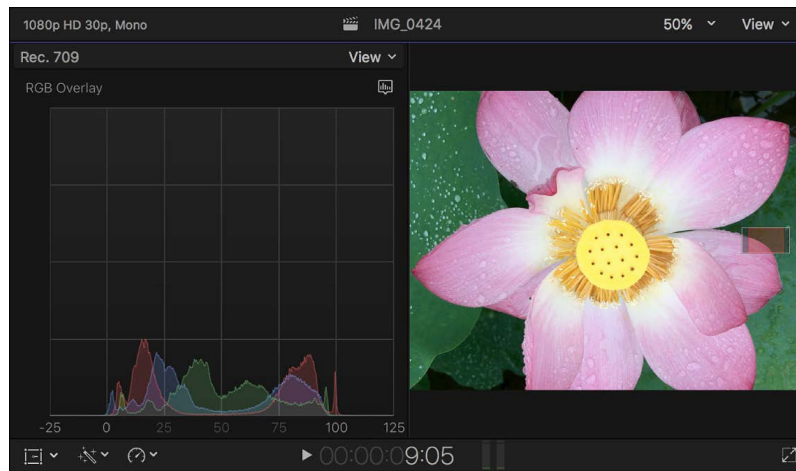 1080p HD 30p, Mono
IMG_0424
50%
View
Rec. 709
View
RGB Overlay
-25 0 25 50 75 100 125
00:00:09:05